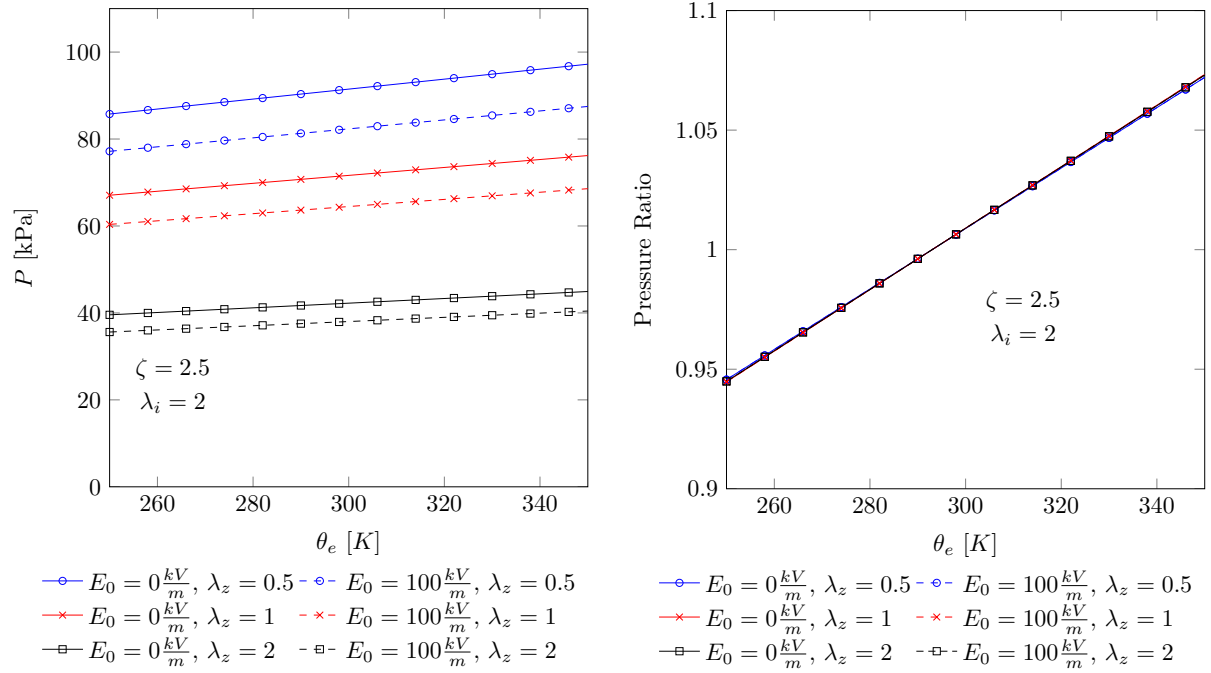 100
80
60
40
20
0
P [kPa]
ζ = 2.5
λ_i = 2
260 280 300 320 340
θ_e [K]
E_0 = 0 kV/m, λ_z = 0.5 E_0 = 100 kV/m, λ_z = 0.5
E_0 = 0 kV/m, λ_z = 1 E_0 = 100 kV/m, λ_z = 1
E_0 = 0 kV/m, λ_z = 2 E_0 = 100 kV/m, λ_z = 2
1.1
1.05
1
0.95
0.9
Pressure Ratio
ζ = 2.5
λ_i = 2
260 280 300 320 340
θ_e [K]
E_0 = 0 kV/m, λ_z = 0.5 E_0 = 100 kV/m, λ_z = 0.5
E_0 = 0 kV/m, λ_z = 1 E_0 = 100 kV/m, λ_z = 1
E_0 = 0 kV/m, λ_z = 2 E_0 = 100 kV/m, λ_z = 2